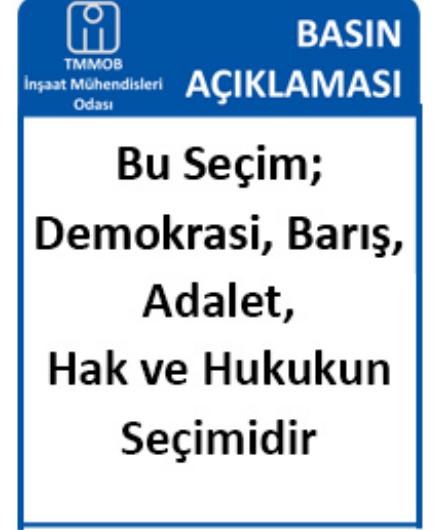 TMMOB
İnşaat Mühendisleri
Odası
BASIN
AÇIKLAMASI
Bu Seçim;
Demokrasi, Barış,
Adalet,
Hak ve Hukukun
Seçimidir